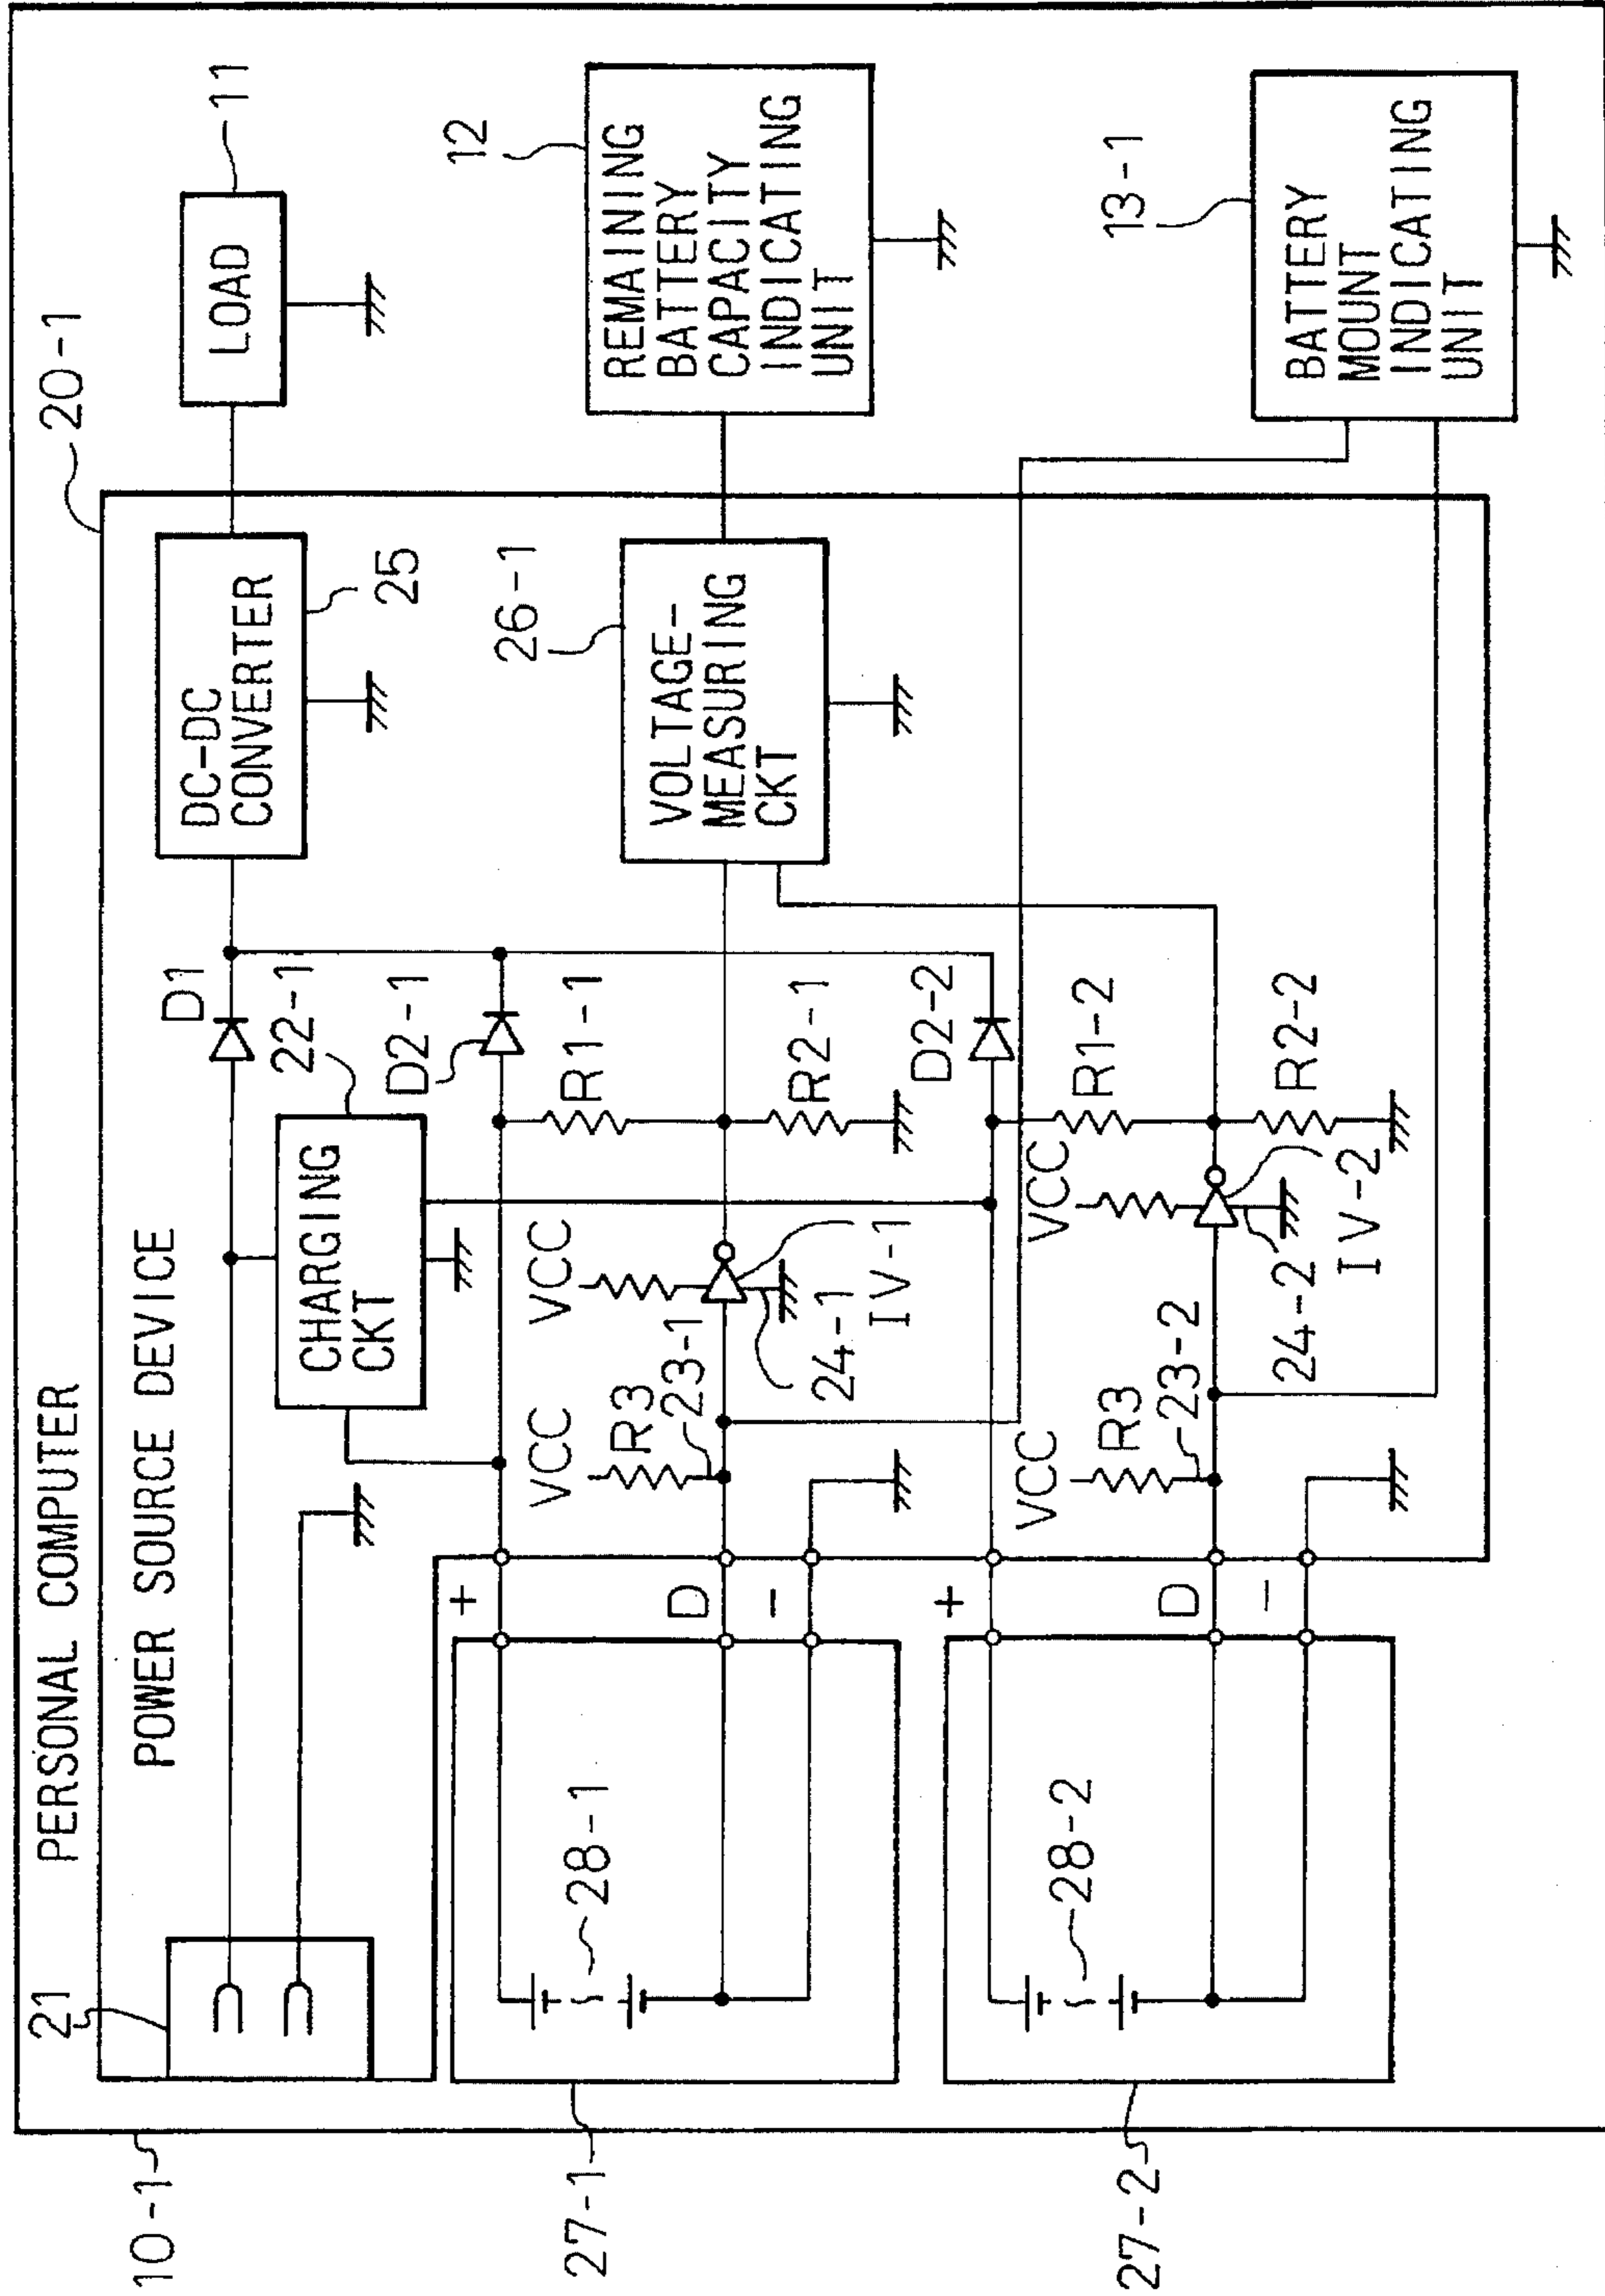 10-1
PERSONAL COMPUTER
20-1
21
POWER SOURCE DEVICE
D1
DC-DC
CONVERTER
25
LOAD
11
CHARGING
CKT
22-1
D2-1
R1-1
R2-1
26-1
VOLTAGE-
MEASURING
CKT
12
REMAINING
BATTERY
CAPACITY
INDICATING
UNIT
27-1
28-1
+
D
-
VCC
R3
23-1
VCC
24-1
IV-1
D2-2
R1-2
R2-2
27-2
28-2
+
D
-
VCC
R3
23-2
VCC
24-2
IV-2
13-1
BATTERY
MOUNT
INDICATING
UNIT